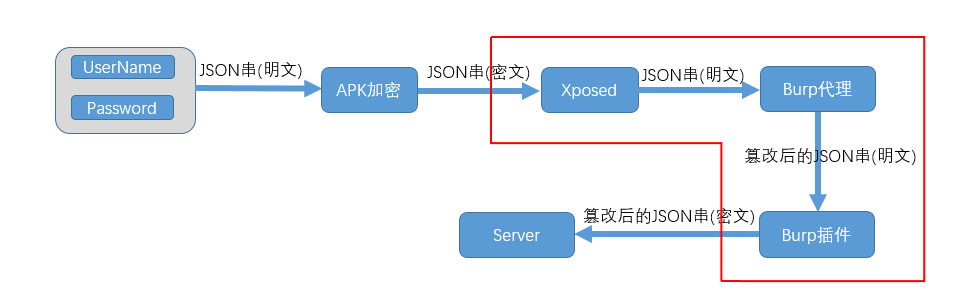 UserName
Password
JSON串(明文)
APK加密
JSON串(密文)
Xposed
JSON串(明文)
Burp代理
篡改后的JSON串(明文)
Burp插件
篡改后的JSON串(密文)
Server